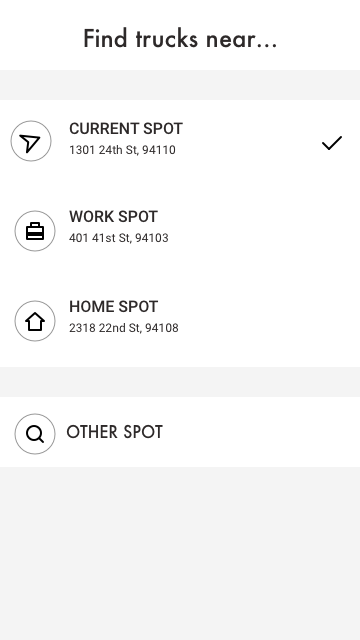 Find trucks near...
CURRENT SPOT
1301 24th St, 94110
WORK SPOT
401 41st St, 94103
HOME SPOT
2318 22nd St, 94108
OTHER SPOT